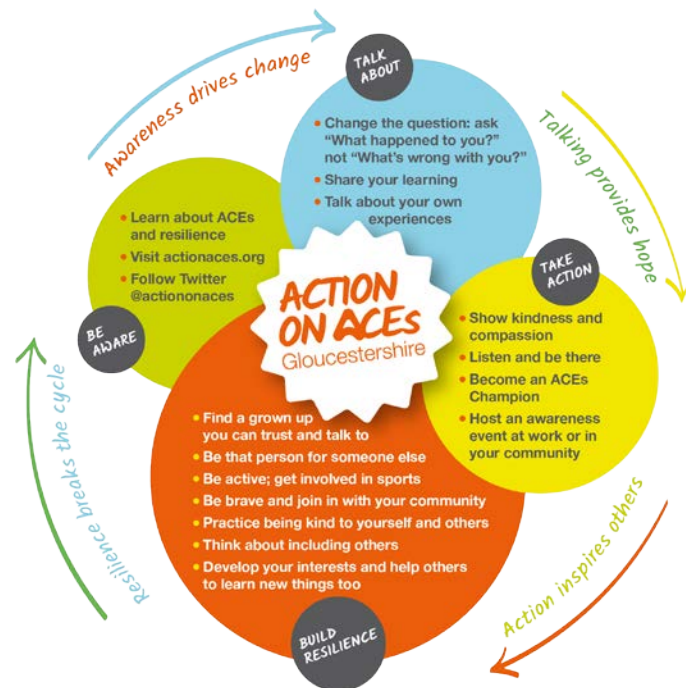 Awareness drives change
TALK
ABOUT
• Change the question: ask
“What happened to you?”
not “What’s wrong with you?”
• Share your learning
• Talk about your own
experiences
Talking provides hope
• Learn about ACEs
and resilience
• Visit actionaces.org
• Follow Twitter
@actiononaces
BE
AWARE
ACTION
ON ACEs
Gloucestershire
TAKE
ACTION
• Show kindness and
compassion
• Listen and be there
• Become an ACEs
Champion
• Host an awareness
event at work or in
your community
Action inspires others
• Find a grown up
you can trust and talk to
• Be that person for someone else
• Be active; get involved in sports
• Be brave and join in with your community
• Practice being kind to yourself and others
• Think about including others
• Develop your interests and help others
to learn new things too
BUILD
RESILIENCE
Resilience breaks the cycle